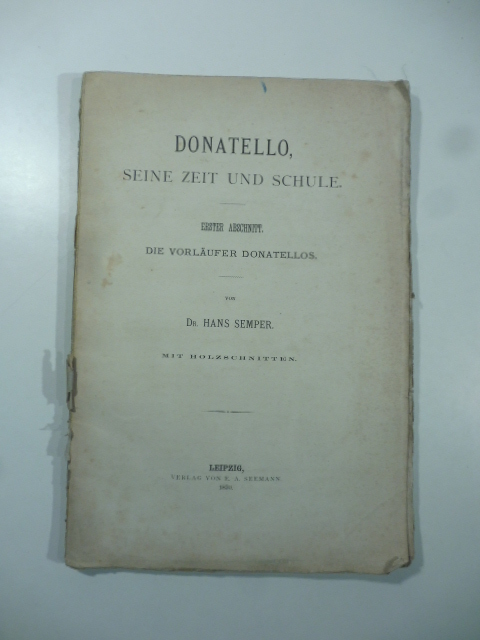 DONATELLO,
SEINE ZEIT UND SCHULE.
ERSTER ABSCHNITT.
DIE VORLÄUFER DONATELLOS.
VON
DR. HANS SEMPER.
MIT HOLZSCHNITTEN.
LEIPZIG,
VERLAG VON E. A. SEEMANN.